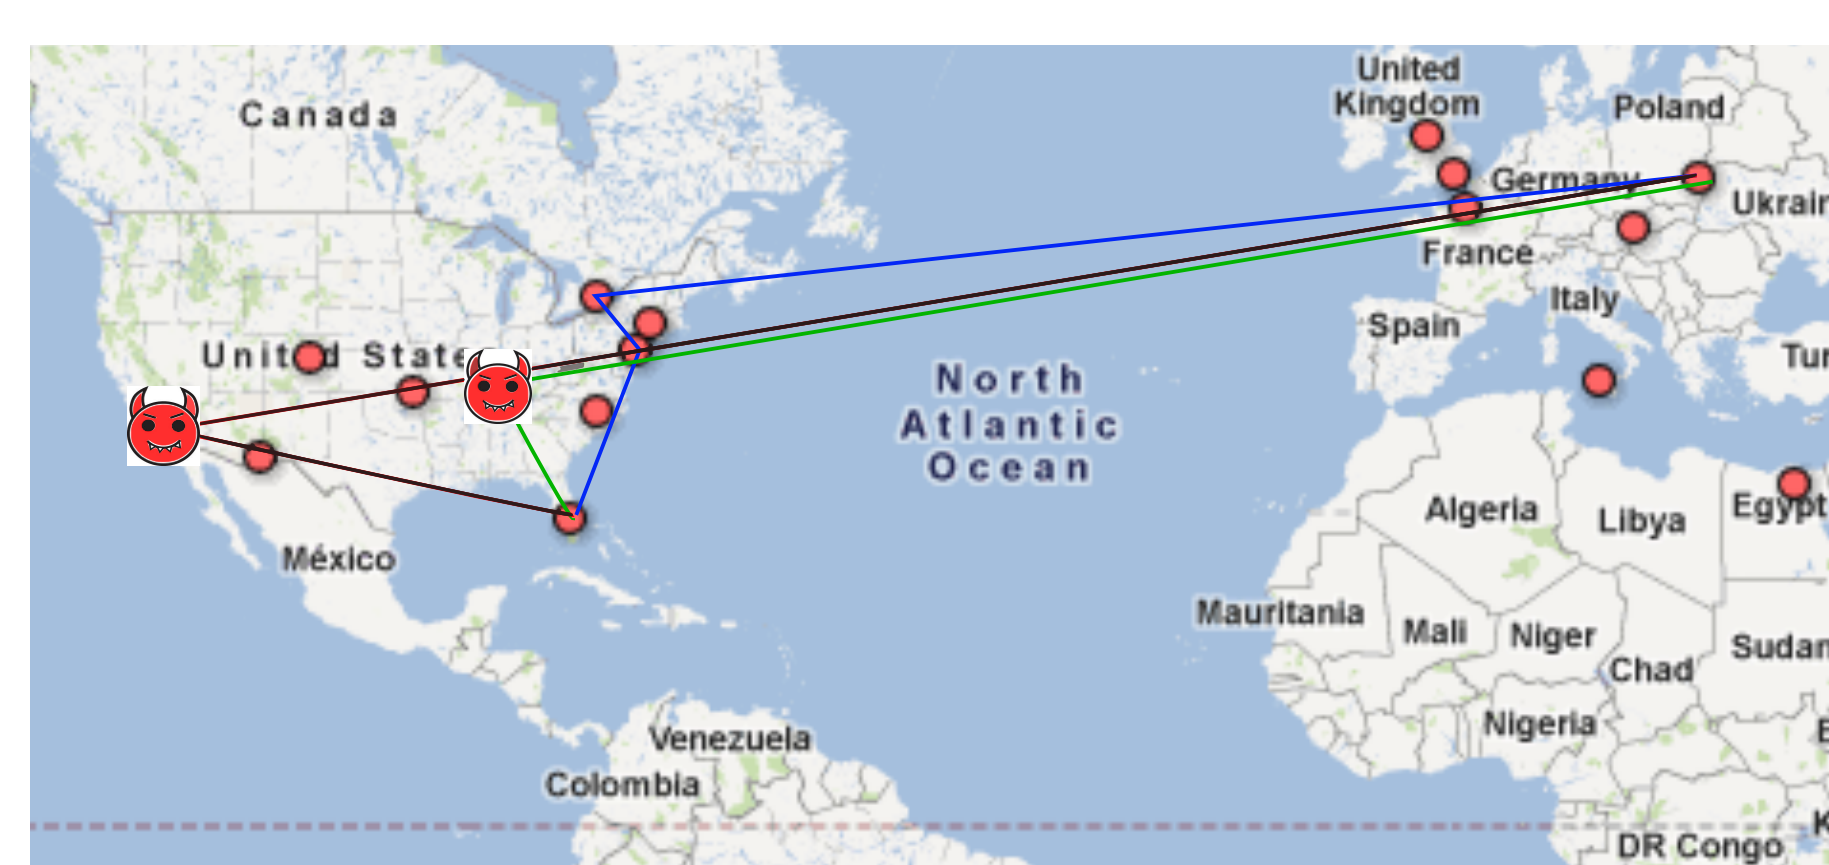 Canada
United
Kingdom
Poland
Germany
Ukrain
France
Italy
Spain
Tur
United State
North
Atlantic
Ocean
México
Algeria
Libya
Egypt
Mauritania
Mali
Niger
Chad
Sudan
Nigeria
Venezuela
Colombia
E
K
DR Congo